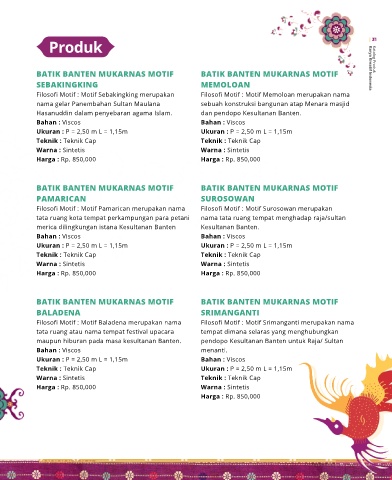 31
Katalog Produk
Karya Kreatif Indonesia
Produk
BATIK BANTEN MUKARNAS MOTIF
SEBAKINGKING
Filosofi Motif : Motif Sebakingking merupakan
nama gelar Panembahan Sultan Maulana
Hasanuddin dalam penyebaran agama Islam.
Bahan : Viscos
Ukuran : P = 2,50 m L = 1,15m
Teknik : Teknik Cap
Warna : Sintetis
Harga : Rp. 850,000
BATIK BANTEN MUKARNAS MOTIF
MEMOLOAN
Filosofi Motif : Motif Memoloan merupakan nama
sebuah konstruksi bangunan atap Menara masjid
dan pendopo Kesultanan Banten.
Bahan : Viscos
Ukuran : P = 2,50 m L = 1,15m
Teknik : Teknik Cap
Warna : Sintetis
Harga : Rp. 850,000
BATIK BANTEN MUKARNAS MOTIF
PAMARICAN
Filosofi Motif : Motif Pamarican merupakan nama
tata ruang kota tempat perkampungan para petani
merica dilingkungan istana Kesultanan Banten
Bahan : Viscos
Ukuran : P = 2,50 m L = 1,15m
Teknik : Teknik Cap
Warna : Sintetis
Harga : Rp. 850,000
BATIK BANTEN MUKARNAS MOTIF
SUROSOWAN
Filosofi Motif : Motif Surosowan merupakan
nama tata ruang tempat menghadap raja/sultan
Kesultanan Banten.
Bahan : Viscos
Ukuran : P = 2,50 m L = 1,15m
Teknik : Teknik Cap
Warna : Sintetis
Harga : Rp. 850,000
BATIK BANTEN MUKARNAS MOTIF
BALADENA
Filosofi Motif : Motif Baladena merupakan nama
tata ruang atau nama tempat festival upacara
maupun hiburan pada masa kesultanan Banten.
Bahan : Viscos
Ukuran : P = 2,50 m L = 1,15m
Teknik : Teknik Cap
Warna : Sintetis
Harga : Rp. 850,000
BATIK BANTEN MUKARNAS MOTIF
SRIMANGANTI
Filosofi Motif : Motif Srimanganti merupakan nama
tempat dimana selaras yang menghubungkan
pendopo Kesultanan Banten untuk Raja/ Sultan
menanti.
Bahan : Viscos
Ukuran : P = 2,50 m L = 1,15m
Teknik : Teknik Cap
Warna : Sintetis
Harga : Rp. 850,000